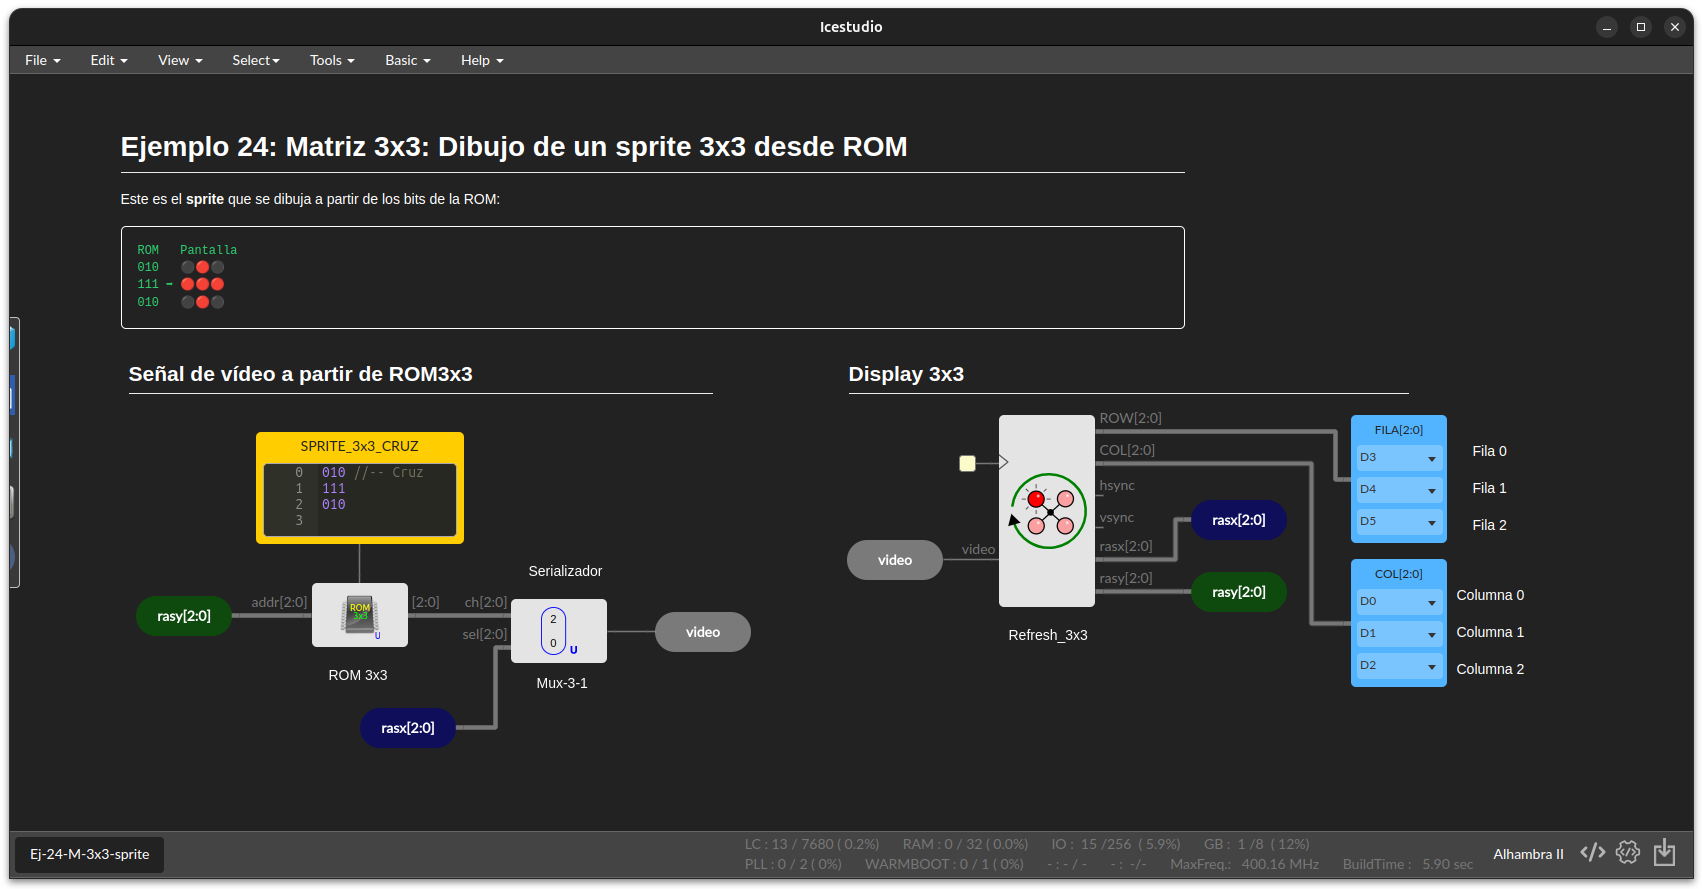 Icestudio
File Edit View Select Tools Basic Help
Ejemplo 24: Matriz 3x3: Dibujo de un sprite 3x3 desde ROM
Este es el sprite que se dibuja a partir de los bits de la ROM:
ROM Pantalla
010
111 ➡
010
Señal de vídeo a partir de ROM3x3
SPRITE_3x3_CRUZ
0 010 //-- Cruz
1 111
2 010
3
rasy[2:0]
addr[2:0]
ROM
3x3
U
[2:0]
ROM 3x3
Serializador
ch[2:0]
sel[2:0]
2
0
U
Mux-3-1
video
rasx[2:0]
Display 3x3
video
video
ROW[2:0]
COL[2:0]
hsync
vsync
rasx[2:0]
rasy[2:0]
Refresh_3x3
rasx[2:0]
rasy[2:0]
FILA[2:0]
D3
D4
D5
Fila 0
Fila 1
Fila 2
COL[2:0]
D0
D1
D2
Columna 0
Columna 1
Columna 2
Ej-24-M-3x3-sprite
LC : 13 / 7680 ( 0.2%) RAM : 0 / 32 ( 0.0%) IO : 15 /256 ( 5.9%) GB : 1 /8 ( 12%)
PLL : 0 / 2 ( 0%) WARMBOOT : 0 / 1 ( 0%) - : - / - - : -/- MaxFreq.: 400.16 MHz BuildTime : 5.90 sec
Alhambra II